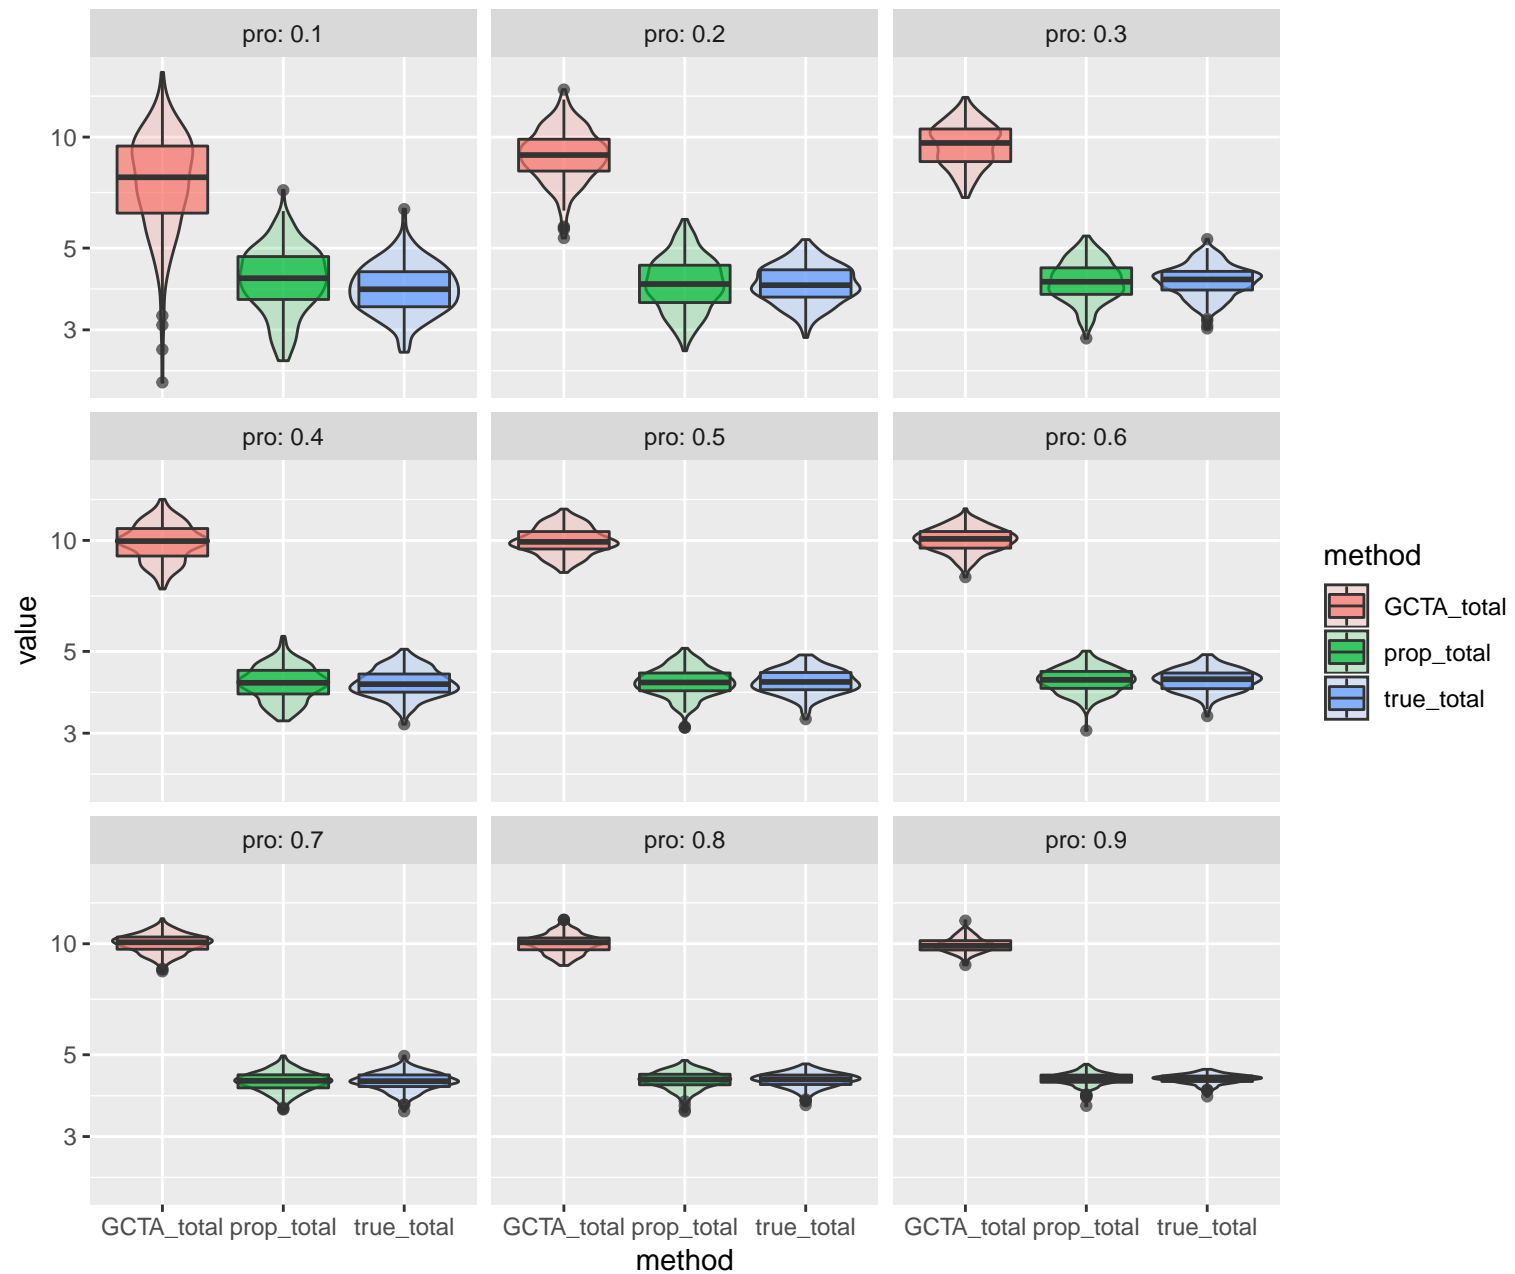 pro: 0.1
pro: 0.2
pro: 0.3
10
5
3
pro: 0.4
pro: 0.5
pro: 0.6
10
5
3
pro: 0.7
pro: 0.8
pro: 0.9
10
5
3
GCTA_total prop_total true_total
GCTA_total prop_total true_total
GCTA_total prop_total true_total
method
value
method
GCTA_total
prop_total
true_total